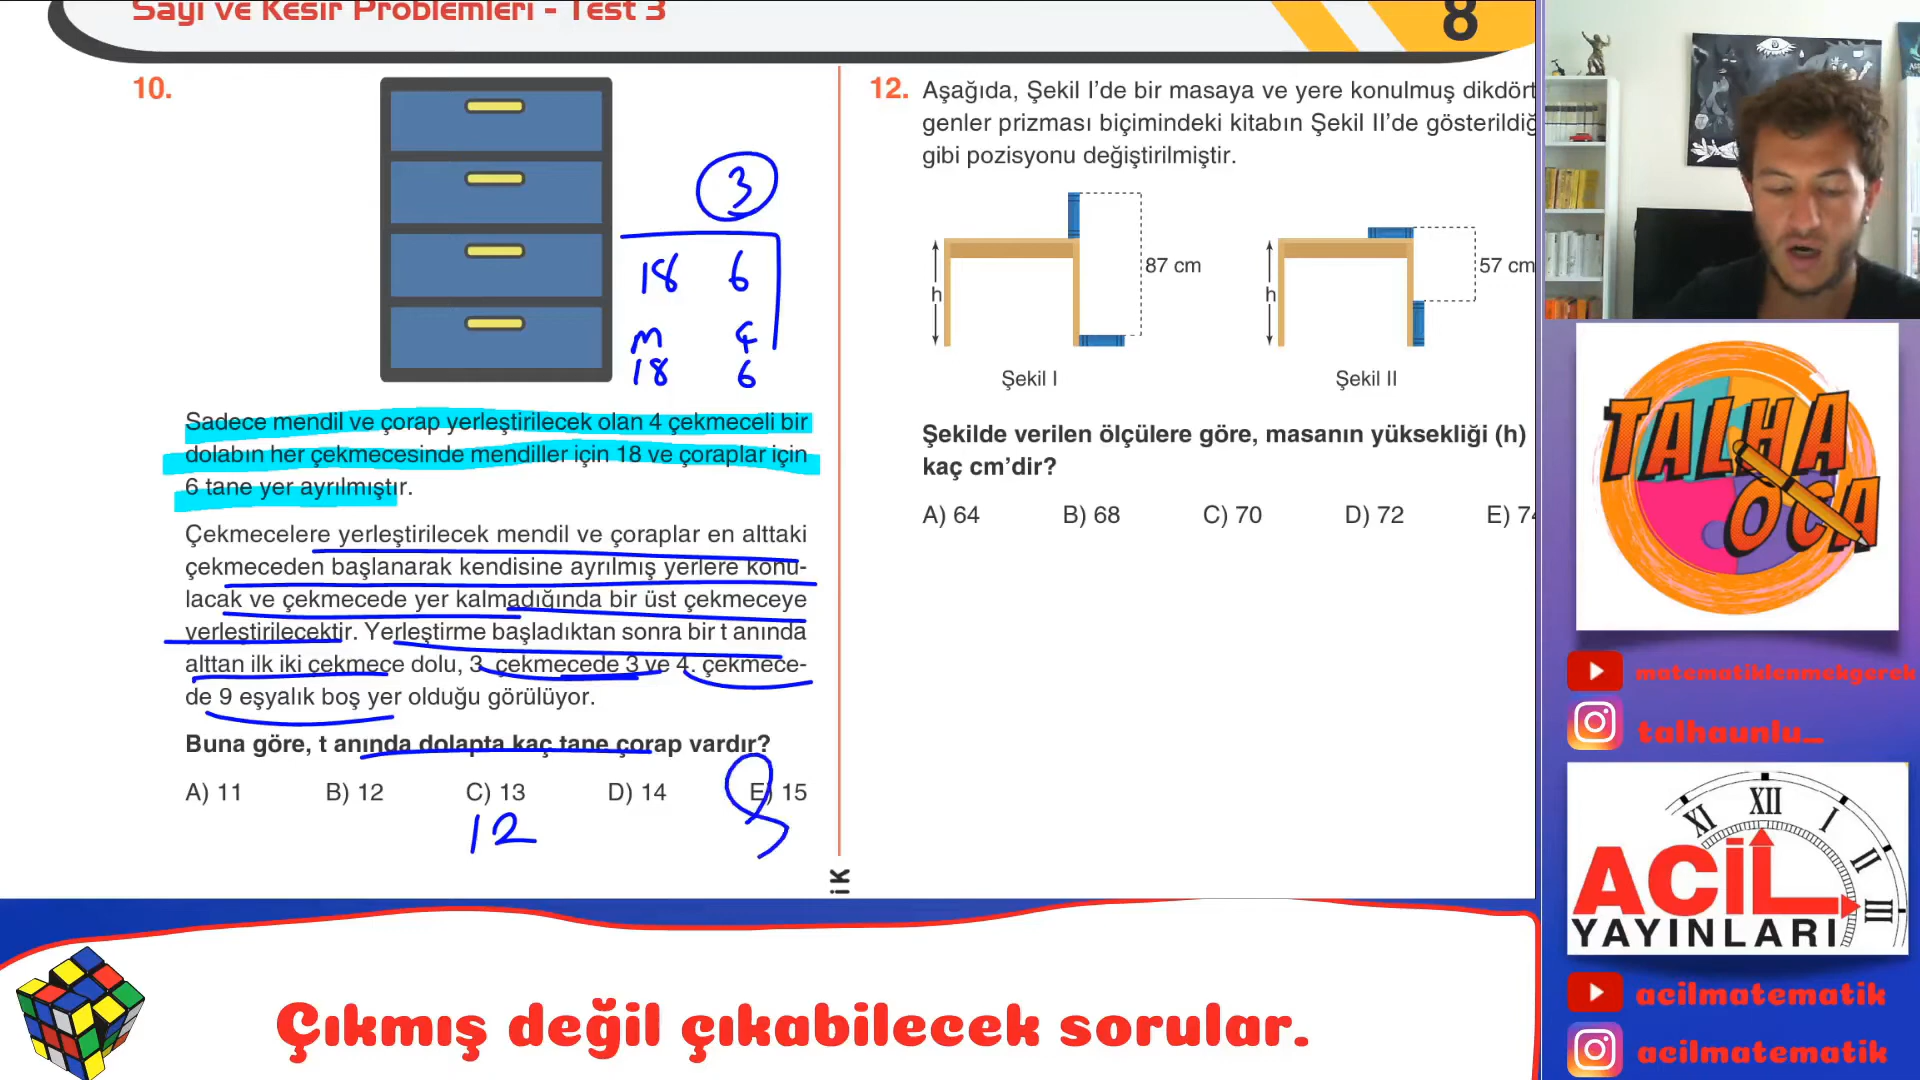 Sayı ve Kesir Problemleri - Test 3
8
10.
3
18 6
m ç
18 6
Sadece mendil ve çorap yerleştirilecek olan 4 çekmeceli bir
dolabın her çekmecesinde mendiller için 18 ve çoraplar için
6 tane yer ayrılmıştır.
Çekmecelere yerleştirilecek mendil ve çoraplar en alttaki
çekmeceden başlanarak kendisine ayrılmış yerlere konu-
lacak ve çekmecede yer kalmadığında bir üst çekmeceye
yerleştirilecektir. Yerleştirme başladıktan sonra bir t anında
alttan ilk iki çekmece dolu, 3. çekmecede 3 ve 4. çekmece-
de 9 eşyalık boş yer olduğu görülüyor.
Buna göre, t anında dolapta kaç tane çorap vardır?
A) 11 B) 12 C) 13 D) 14 E) 15
12
12. Aşağıda, Şekil I'de bir masaya ve yere konulmuş dikdört
genler prizması biçimindeki kitabın Şekil II'de gösterildiğ
gibi pozisyonu değiştirilmiştir.
h 87 cm h 57 cm
Şekil I Şekil II
Şekilde verilen ölçülere göre, masanın yüksekliği (h)
kaç cm'dir?
A) 64 B) 68 C) 70 D) 72 E) 74
iK
Çıkmış değil çıkabilecek sorular.
TALHA
OCA
matematiklenmekgerek
talhaunlu_
XI XII I II III
ACİL
YAYINLARI
acilmatematik
acilmatematik